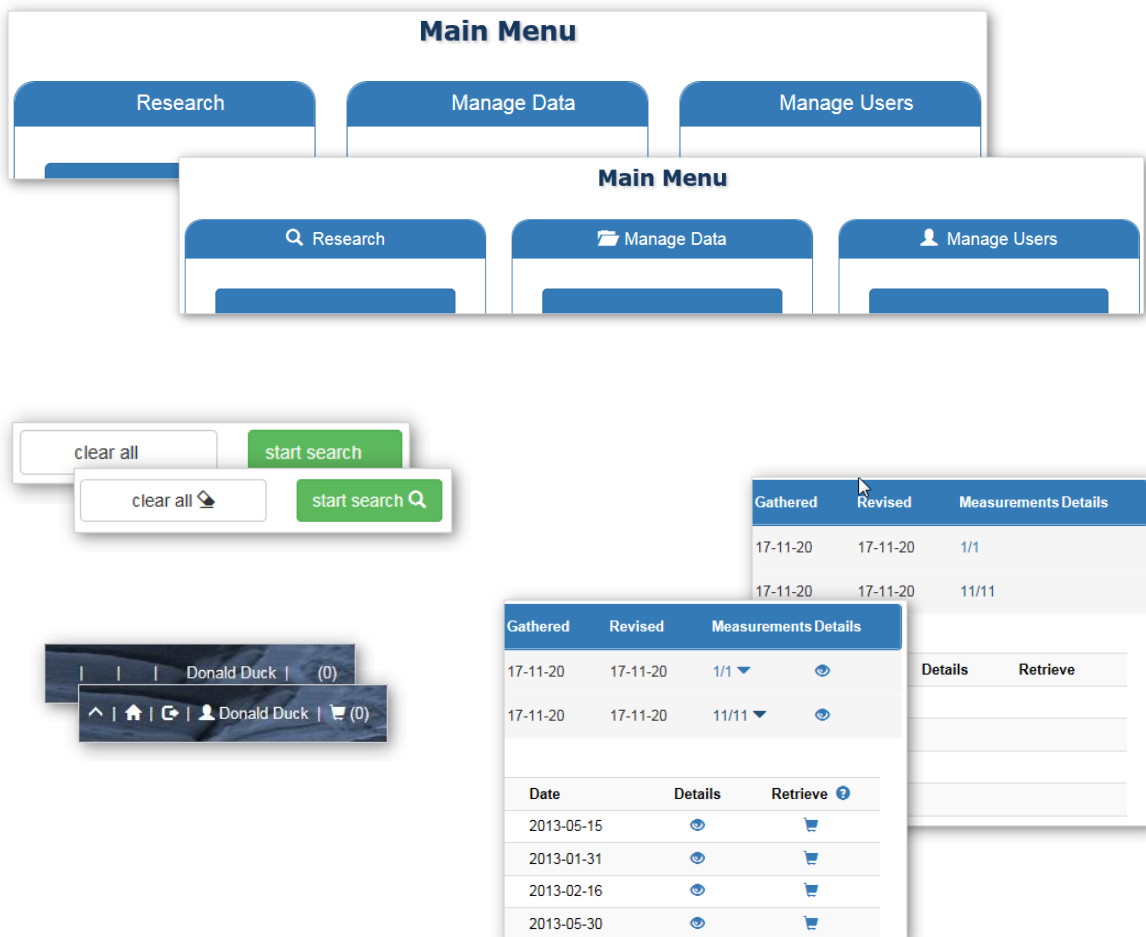 Main Menu
Research Manage Data Manage Users
Main Menu
Research Manage Data Manage Users
clear all start search
clear all start search
| | | Donald Duck | (0)
| | | Donald Duck | (0)
Gathered Revised Measurements Details
17-11-20 17-11-20 1/1
17-11-20 17-11-20 11/11
Details Retrieve
Gathered Revised Measurements Details
17-11-20 17-11-20 1/1
17-11-20 17-11-20 11/11
Date Details Retrieve ?
2013-05-15
2013-01-31
2013-02-16
2013-05-30